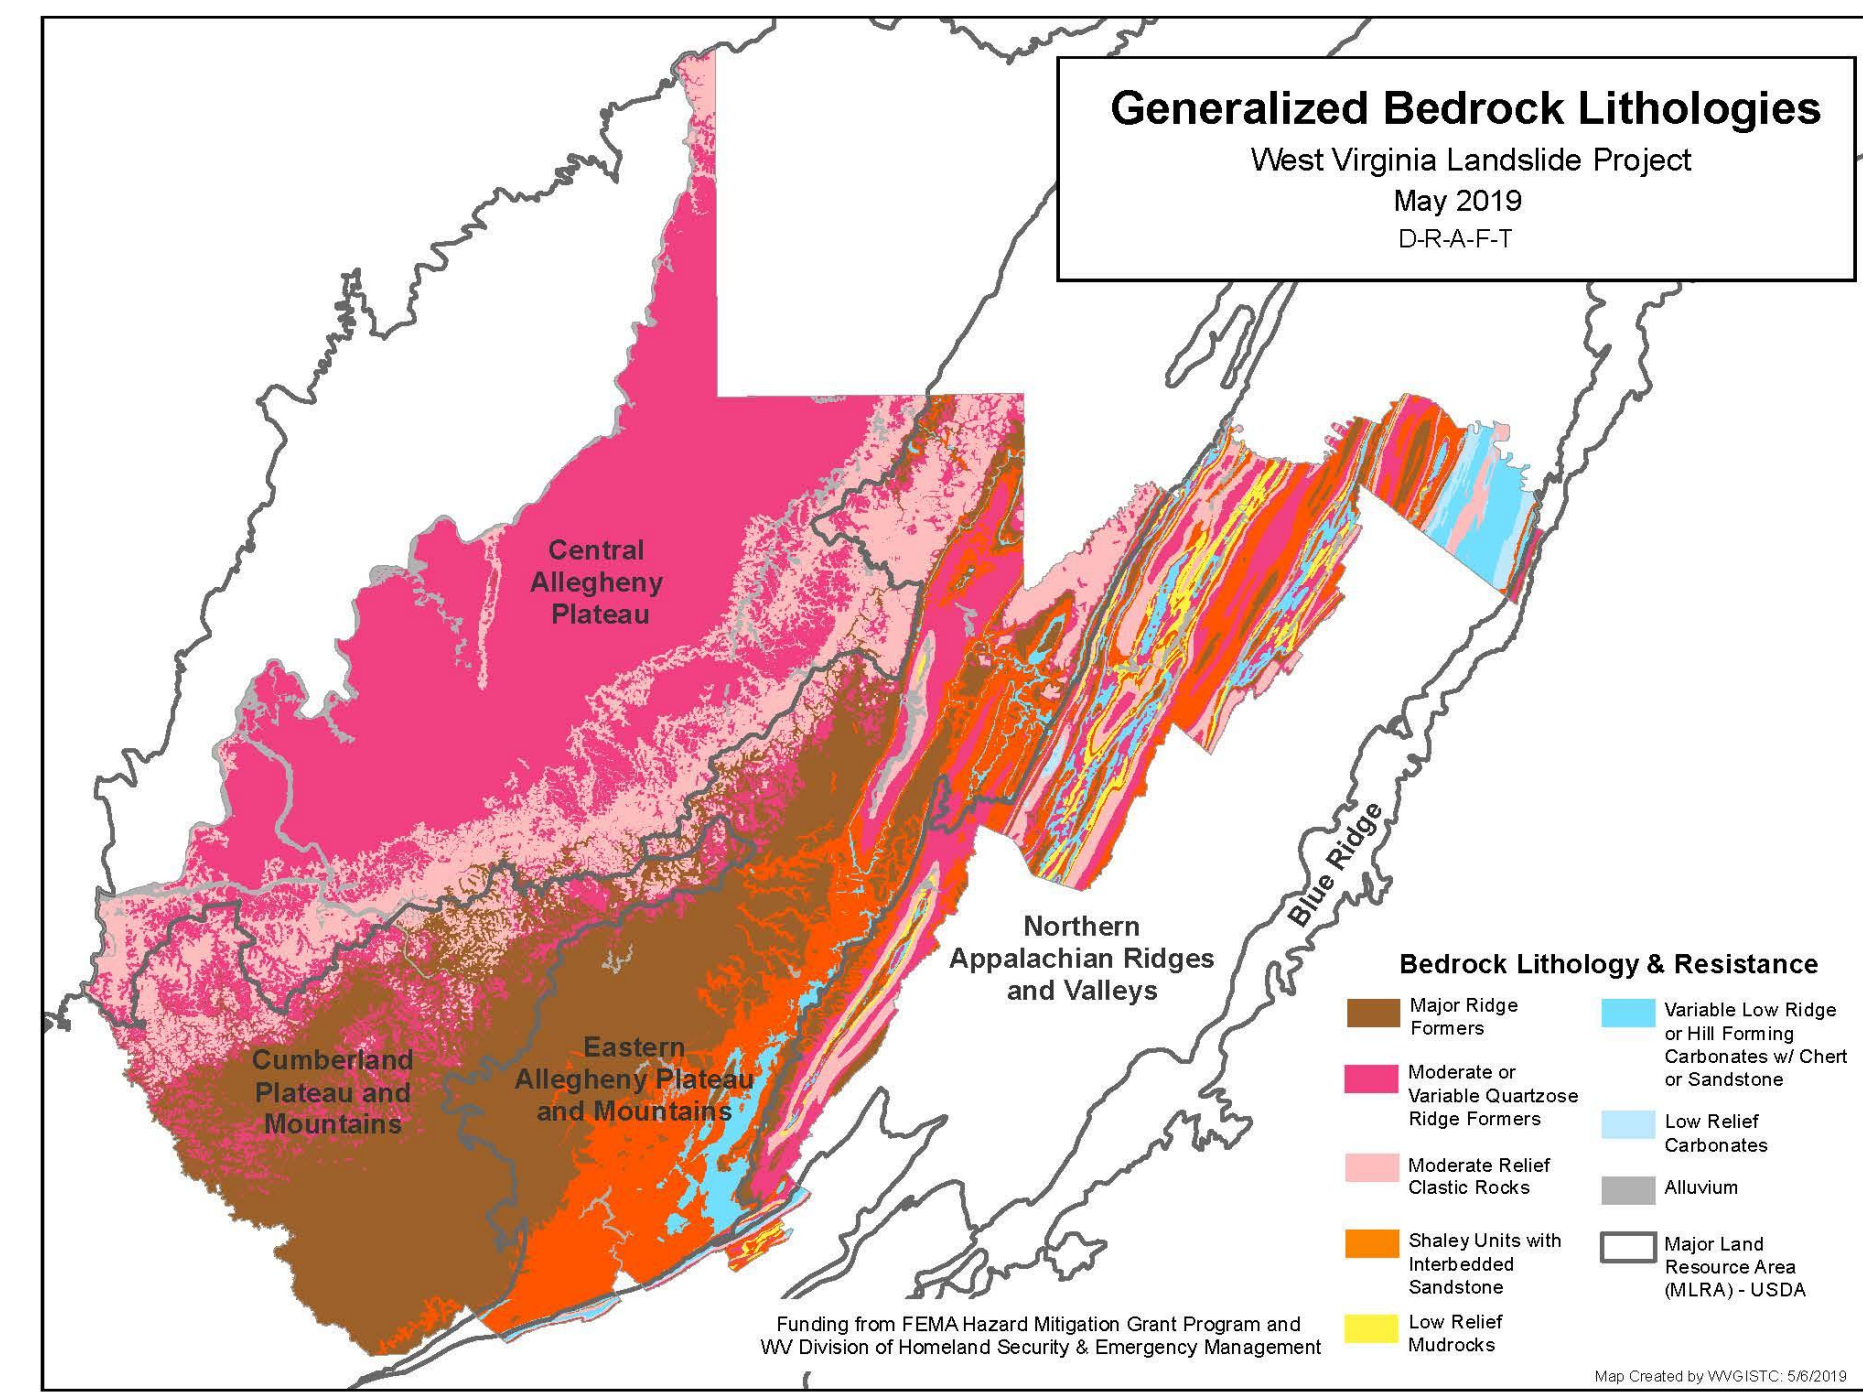 Generalized Bedrock Lithologies
West Virginia Landslide Project
May 2019
D-R-A-F-T
Central
Allegheny
Plateau
Cumberland
Plateau and
Mountains
Eastern
Allegheny Plateau
and Mountains
Northern
Appalachian Ridges
and Valleys
Blue Ridge
Bedrock Lithology & Resistance
Major Ridge
Formers
Moderate or
Variable Quartzose
Ridge Formers
Moderate Relief
Clastic Rocks
Shaley Units with
Interbedded
Sandstone
Low Relief
Mudrocks
Variable Low Ridge
or Hill Forming
Carbonates w/ Chert
or Sandstone
Low Relief
Carbonates
Alluvium
Major Land
Resource Area
(MLRA) - USDA
Funding from FEMA Hazard Mitigation Grant Program and
WV Division of Homeland Security & Emergency Management
Map Created by WVGISTC: 5/6/2019